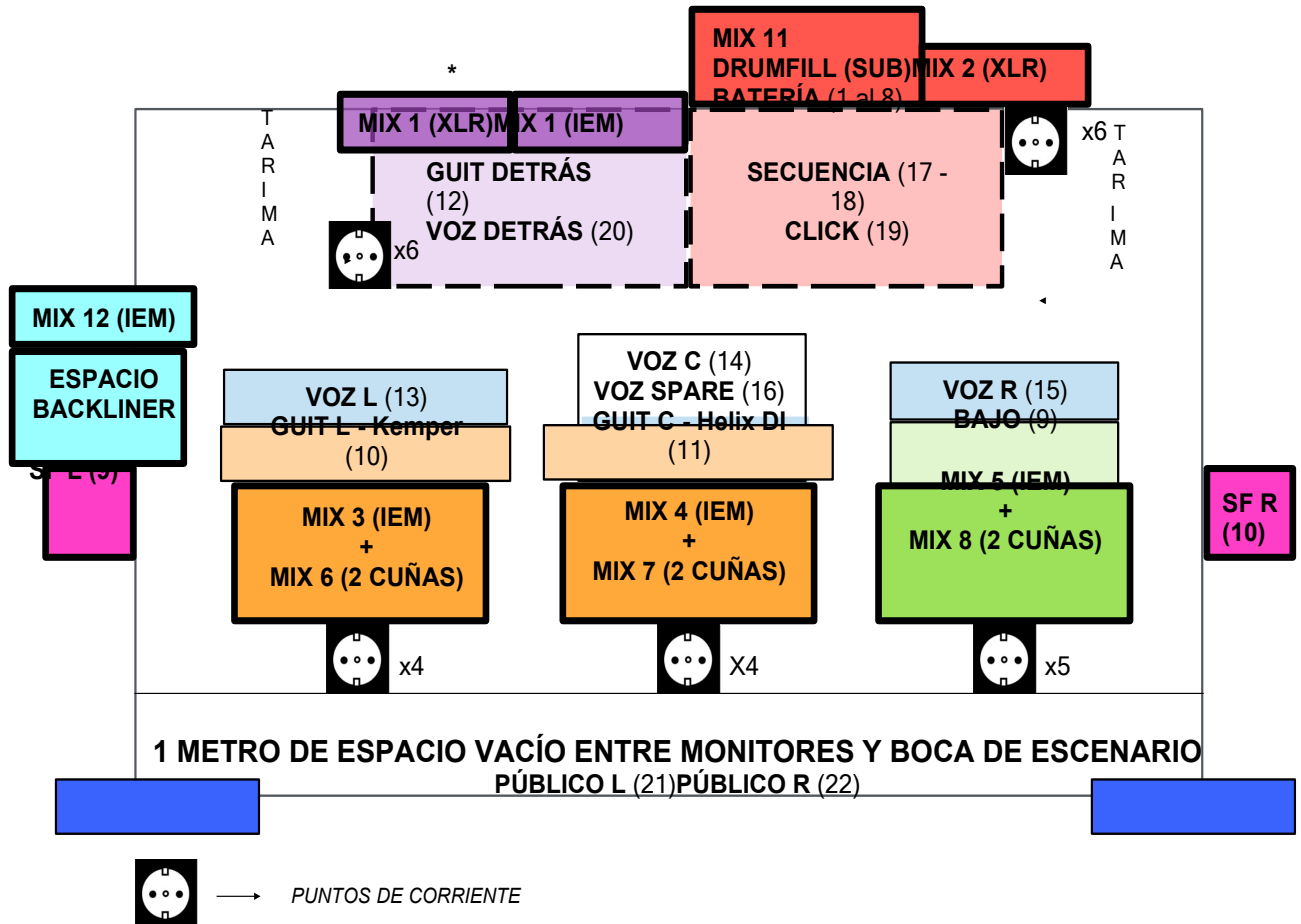 MIX 11
DRUMFILL (SUB)
MIX 2 (XLR)
BATERÍA (1 al 8)
*
MIX 1 (XLR)
MIX 1 (IEM)
TARIMA
x6
TARIMA
GUIT DETRÁS
(12)
VOZ DETRÁS (20)
SECUENCIA (17 -
18)
CLICK (19)
x6
MIX 12 (IEM)
ESPACIO
BACKLINER
SF L (9)
VOZ L (13)
GUIT L - Kemper
(10)
MIX 3 (IEM)
+
MIX 6 (2 CUÑAS)
x4
VOZ C (14)
VOZ SPARE (16)
GUIT C - Helix DI
(11)
MIX 4 (IEM)
+
MIX 7 (2 CUÑAS)
X4
VOZ R (15)
BAJO (9)
MIX 5 (IEM)
+
MIX 8 (2 CUÑAS)
x5
SF R
(10)
1 METRO DE ESPACIO VACÍO ENTRE MONITORES Y BOCA DE ESCENARIO
PÚBLICO L (21)PÚBLICO R (22)
PUNTOS DE CORRIENTE